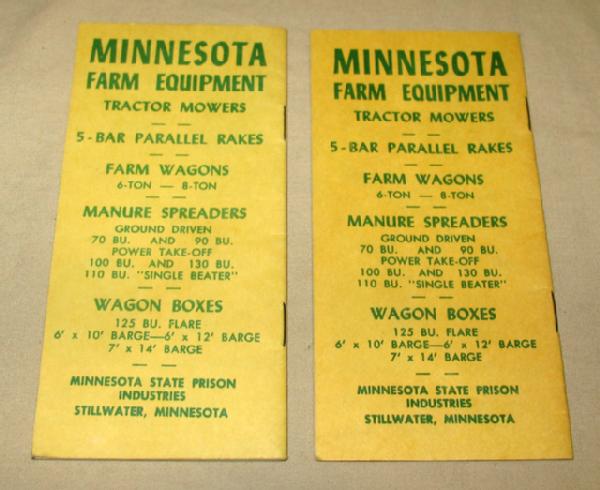 MINNESOTA
FARM EQUIPMENT
TRACTOR MOWERS
5-BAR PARALLEL RAKES
FARM WAGONS
6-TON — 8-TON
MANURE SPREADERS
GROUND DRIVEN
70 BU. AND 90 BU.
POWER TAKE-OFF
100 BU. AND 130 BU.
110 BU. "SINGLE BEATER"
WAGON BOXES
125 BU. FLARE
6' x 10' BARGE—6' x 12' BARGE
7' x 14' BARGE
MINNESOTA STATE PRISON
INDUSTRIES
STILLWATER, MINNESOTA
MINNESOTA
FARM EQUIPMENT
TRACTOR MOWERS
5-BAR PARALLEL RAKES
FARM WAGONS
6-TON — 8-TON
MANURE SPREADERS
GROUND DRIVEN
70 BU. AND 90 BU.
POWER TAKE-OFF
100 BU. AND 130 BU.
110 BU. "SINGLE BEATER"
WAGON BOXES
125 BU. FLARE
6' x 10' BARGE—6' x 12' BARGE
7' x 14' BARGE
MINNESOTA STATE PRISON
INDUSTRIES
STILLWATER, MINNESOTA